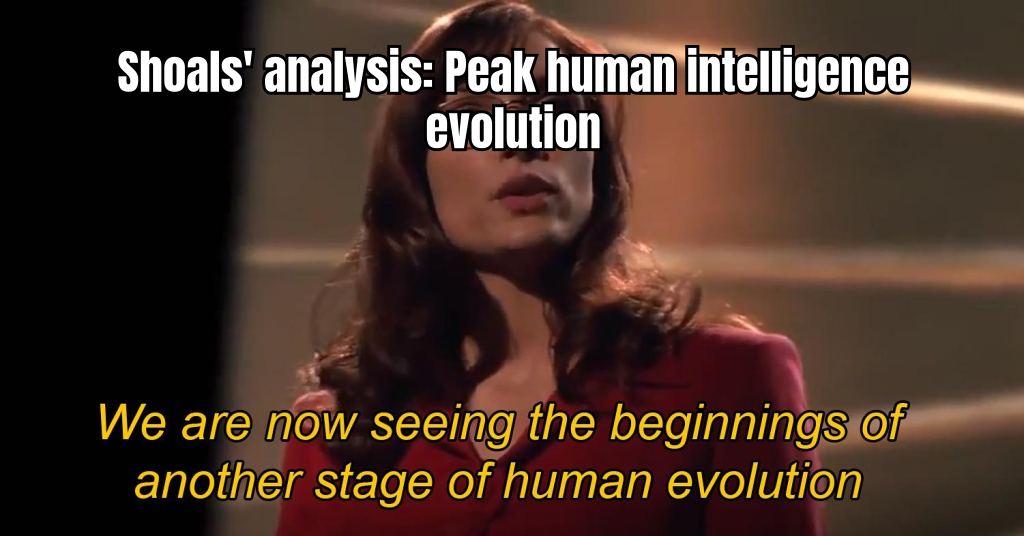 Shoals' analysis: Peak human intelligence
evolution
We are now seeing the beginnings of
another stage of human evolution